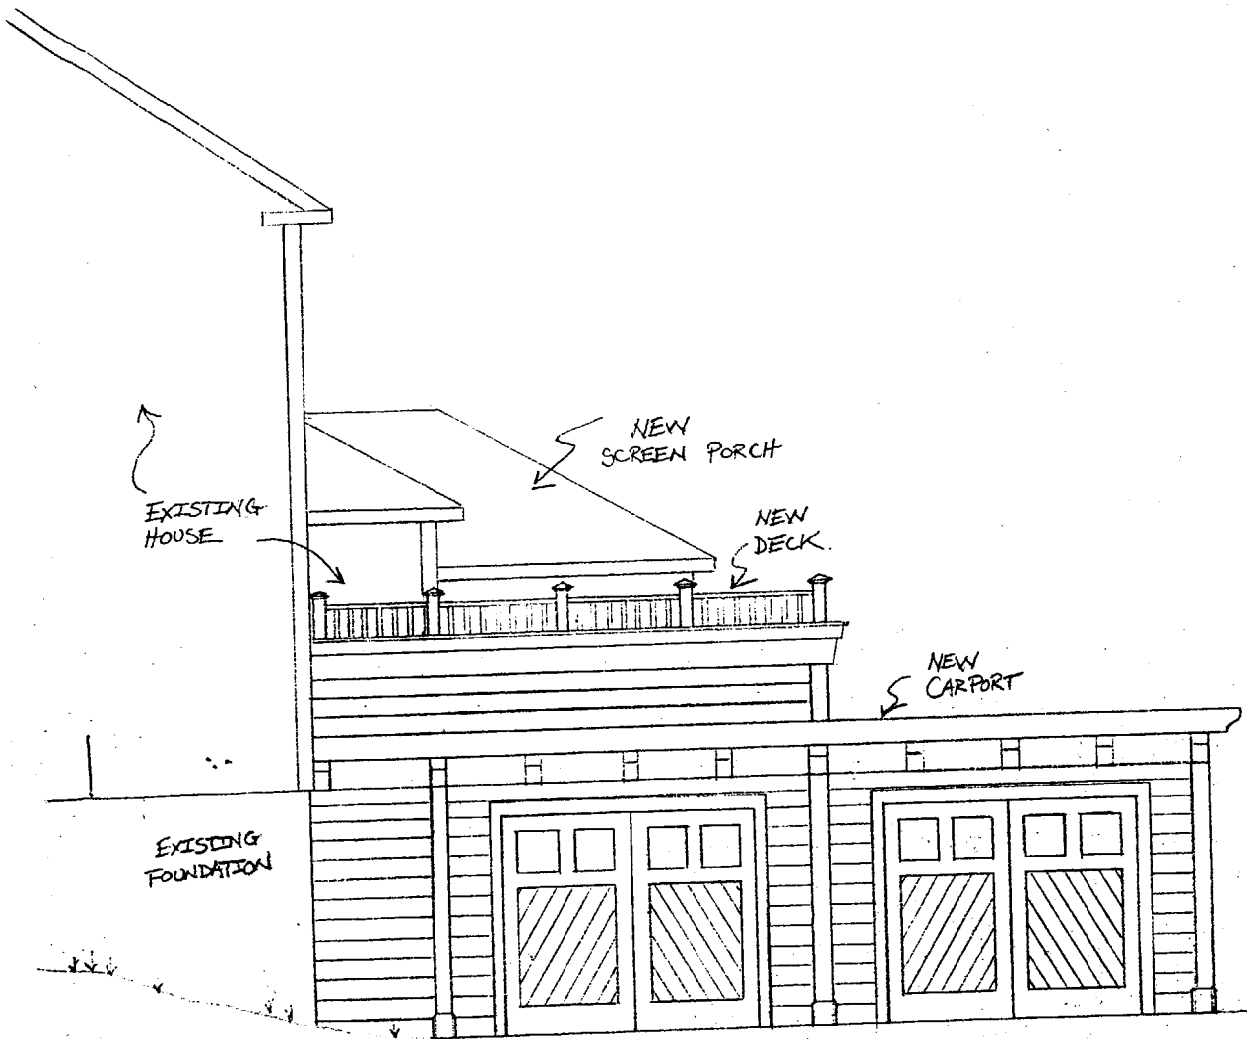 NEW
SCREEN PORCH
EXISTING
HOUSE
NEW
DECK.
NEW
CARPORT
EXISTING
FOUNDATION